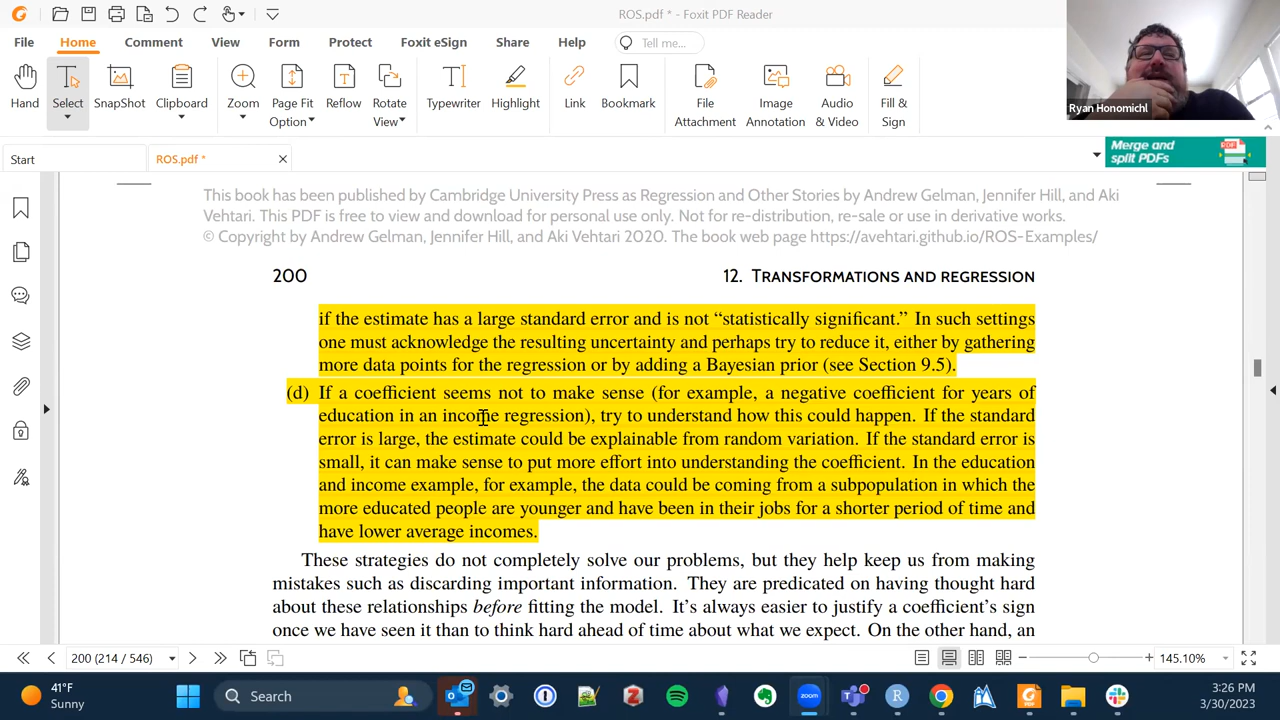 ROS.pdf * - Foxit PDF Reader
File Home Comment View Form Protect Foxit eSign Share Help Tell me...
Hand Select SnapShot Clipboard Zoom Page Fit Option Reflow Rotate View Typewriter Highlight Link Bookmark File Attachment Image Annotation Audio & Video Fill & Sign
Ryan Honomichl
Start ROS.pdf *
Merge and
split PDFs
PDF
This book has been published by Cambridge University Press as Regression and Other Stories by Andrew Gelman, Jennifer Hill, and Aki
Vehtari. This PDF is free to view and download for personal use only. Not for re-distribution, re-sale or use in derivative works.
© Copyright by Andrew Gelman, Jennifer Hill, and Aki Vehtari 2020. The book web page https://avehtari.github.io/ROS-Examples/
200 12. TRANSFORMATIONS AND REGRESSION
if the estimate has a large standard error and is not “statistically significant.” In such settings
one must acknowledge the resulting uncertainty and perhaps try to reduce it, either by gathering
more data points for the regression or by adding a Bayesian prior (see Section 9.5).
(d) If a coefficient seems not to make sense (for example, a negative coefficient for years of
education in an income regression), try to understand how this could happen. If the standard
error is large, the estimate could be explainable from random variation. If the standard error is
small, it can make sense to put more effort into understanding the coefficient. In the education
and income example, for example, the data could be coming from a subpopulation in which the
more educated people are younger and have been in their jobs for a shorter period of time and
have lower average incomes.
These strategies do not completely solve our problems, but they help keep us from making
mistakes such as discarding important information. They are predicated on having thought hard
about these relationships before fitting the model. It’s always easier to justify a coefficient’s sign
once we have seen it than to think hard ahead of time about what we expect. On the other hand, an
200 (214 / 546) 145.10%
41°F
Sunny
Search
zoom
3:26 PM
3/30/2023